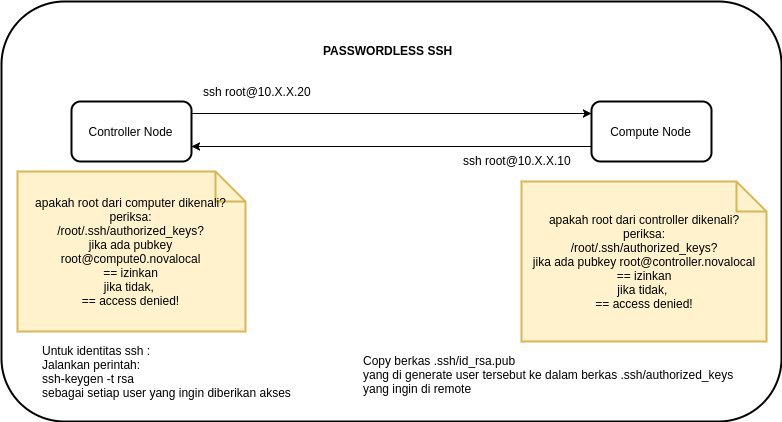 PASSWORDLESS SSH
ssh root@10.X.X.20
Controller Node
Compute Node
ssh root@10.X.X.10
apakah root dari computer dikenali?
periksa:
/root/.ssh/authorized_keys?
jika ada pubkey
root@compute0.novalocal
== izinkan
jika tidak,
== access denied!
apakah root dari controller dikenali?
periksa:
/root/.ssh/authorized_keys?
jika ada pubkey root@controller.novalocal
== izinkan
jika tidak,
== access denied!
Untuk identitas ssh :
Jalankan perintah:
ssh-keygen -t rsa
sebagai setiap user yang ingin diberikan akses
Copy berkas .ssh/id_rsa.pub
yang di generate user tersebut ke dalam berkas .ssh/authorized_keys
yang ingin di remote